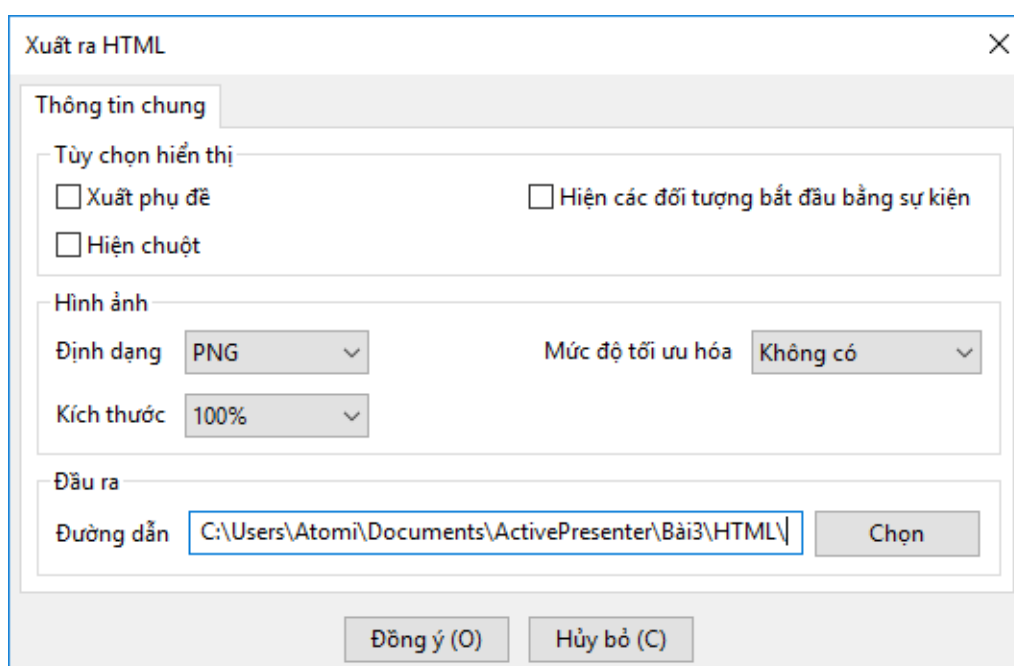 Xuất ra HTML
Thông tin chung
Tùy chọn hiển thị
Xuất phụ đề
Hiện các đối tượng bắt đầu bằng sự kiện
Hiện chuột
Hình ảnh
Định dạng PNG
Mức độ tối ưu hóa Không có
Kích thước 100%
Đầu ra
Đường dẫn C:\Users\Atomi\Documents\ActivePresenter\Bài3\HTML\ Chọn
Đồng ý (O) Hủy bỏ (C)